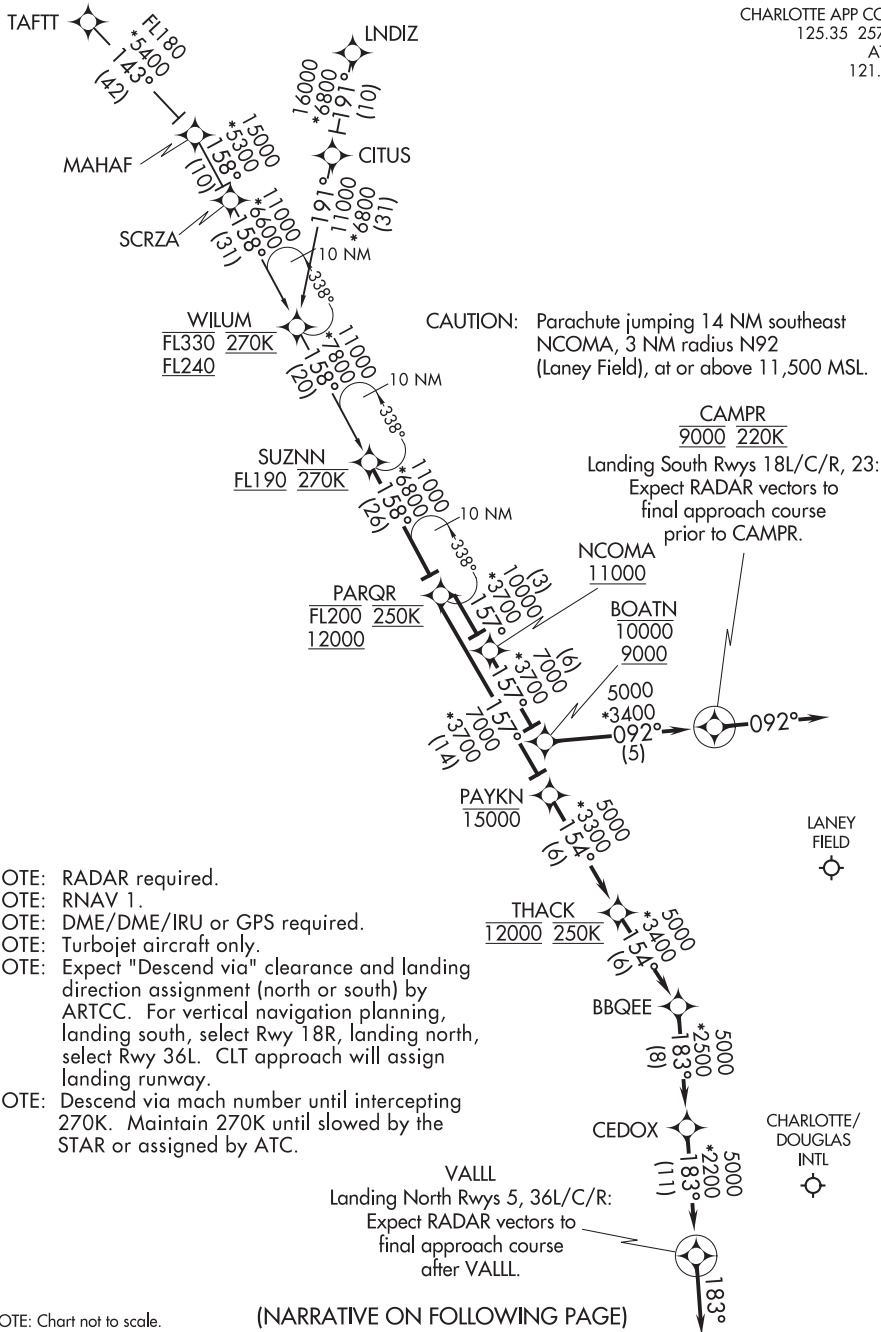 TAFTT
FL180
*5400
143°
(42)
LNDIZ
CHARLOTTE APP CO
125.35 257
AT
121.
16000
*6800
191°
(10)
MAHAF
15000
*5300
158°
(10)
CITUS
SCRZA
11000
*6600
158°
(31)
191°
11000
*6800
(31)
10 NM
338°
WILUM
FL330 270K
FL240
CAUTION: Parachute jumping 14 NM southeast
NCOMA, 3 NM radius N92
(Laney Field), at or above 11,500 MSL.
11000
*7800
158°
(20)
10 NM
338°
SUZNN
FL190 270K
CAMPR
9000 220K
Landing South Rwys 18L/C/R, 23:
Expect RADAR vectors to
final approach course
prior to CAMPR.
11000
*6800
158°
(26)
10 NM
338°
NCOMA
11000
PARQR
FL200 250K
12000
(3)
10000
*3700
157°
BOATN
10000
9000
(6)
7000
*3700
157°
5000
*3400
092°
(5)
092°
157°
7000
*3700
(14)
PAYKN
15000
5000
*3300
154°
(6)
LANEY
FIELD
OTE: RADAR required.
OTE: RNAV 1.
OTE: DME/DME/IRU or GPS required.
OTE: Turbojet aircraft only.
OTE: Expect "Descend via" clearance and landing
direction assignment (north or south) by
ARTCC. For vertical navigation planning,
landing south, select Rwy 18R, landing north,
select Rwy 36L. CLT approach will assign
landing runway.
OTE: Descend via mach number until intercepting
270K. Maintain 270K until slowed by the
STAR or assigned by ATC.
THACK
12000 250K
5000
*3400
154°
(6)
BBQEE
5000
*2500
183°
(8)
CEDOX
CHARLOTTE/
DOUGLAS
INTL
5000
*2200
183°
(11)
VALLL
Landing North Rwys 5, 36L/C/R:
Expect RADAR vectors to
final approach course
after VALLL.
183°
OTE: Chart not to scale.
(NARRATIVE ON FOLLOWING PAGE)